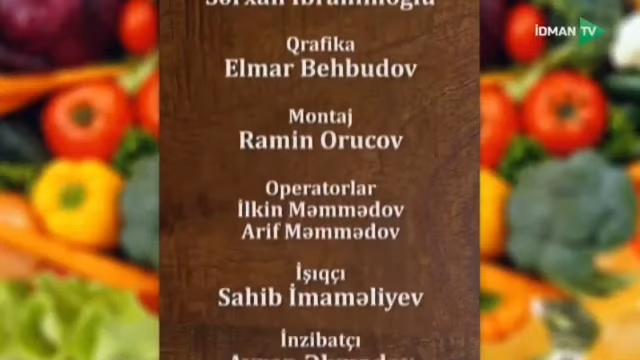 İDMAN TV
Qrafika
Elmar Behbudov
Montaj
Ramin Orucov
Operatorlar
İlkin Məmmədov
Arif Məmmədov
İşıqçı
Sahib İmaməliyev
İnzibatçı